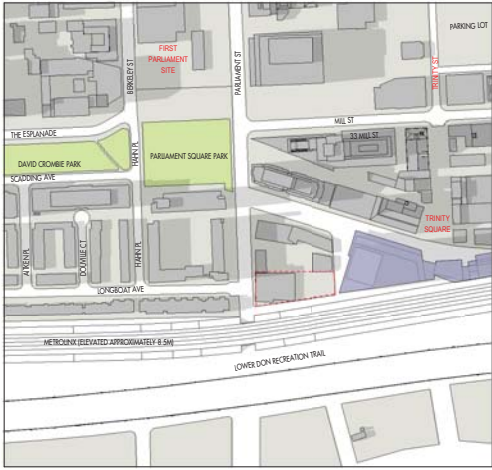 PARKING LOT
FIRST
PARLIAMENT
SITE
BERKELEY ST
PARLIAMENT ST
TRINITY ST
MILL ST
THE ESPLANADE
33 MILL ST
HAHN PL
PARLIAMENT SQUARE PARK
DAVID CROMBIE PARK
SCADDING AVE
TRINITY
SQUARE
AITKEN PL
DOUVILLE CT
HAHN PL
LONGBOAT AVE
METROLINX (ELEVATED APPROXIMATELY 8.5M)
LOWER DON RECREATION TRAIL